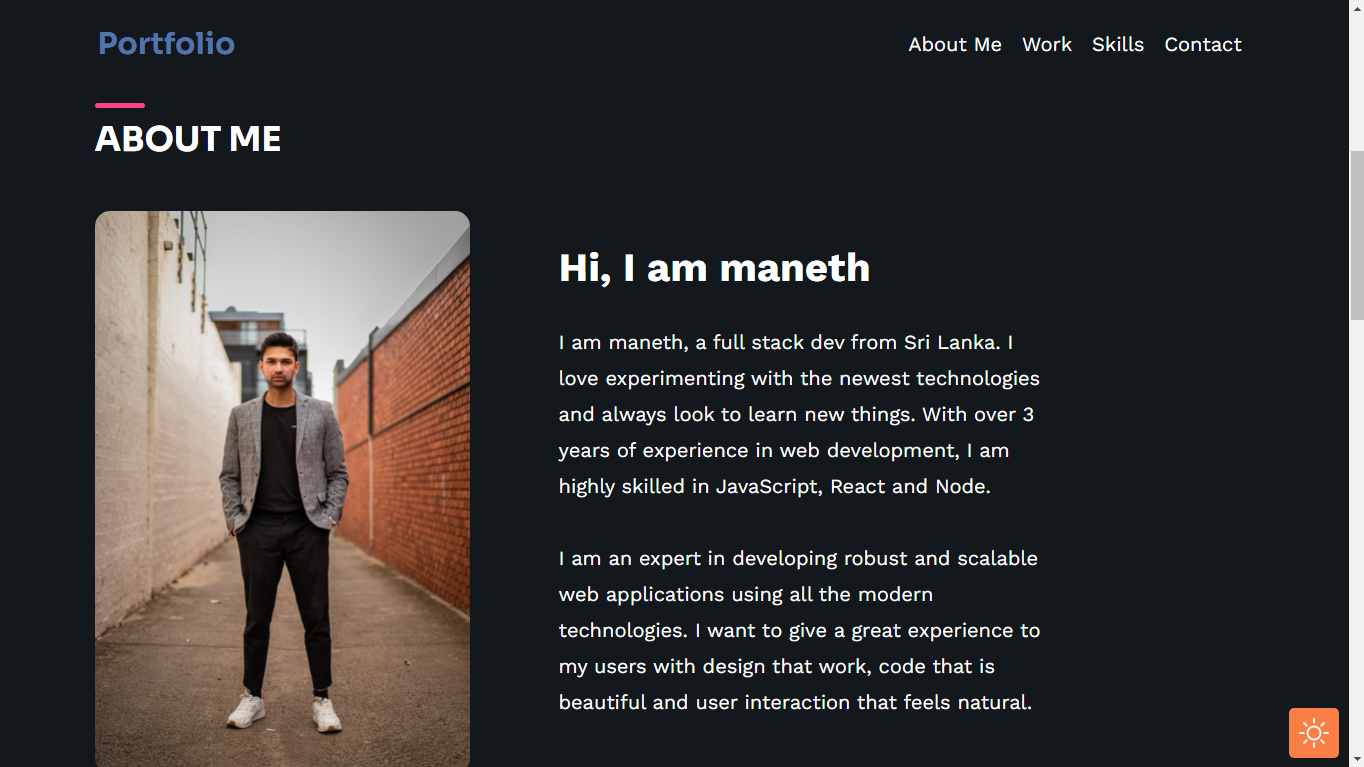 Portfolio
About Me Work Skills Contact
ABOUT ME
Hi, I am maneth
I am maneth, a full stack dev from Sri Lanka. I
love experimenting with the newest technologies
and always look to learn new things. With over 3
years of experience in web development, I am
highly skilled in JavaScript, React and Node.
I am an expert in developing robust and scalable
web applications using all the modern
technologies. I want to give a great experience to
my users with design that work, code that is
beautiful and user interaction that feels natural.